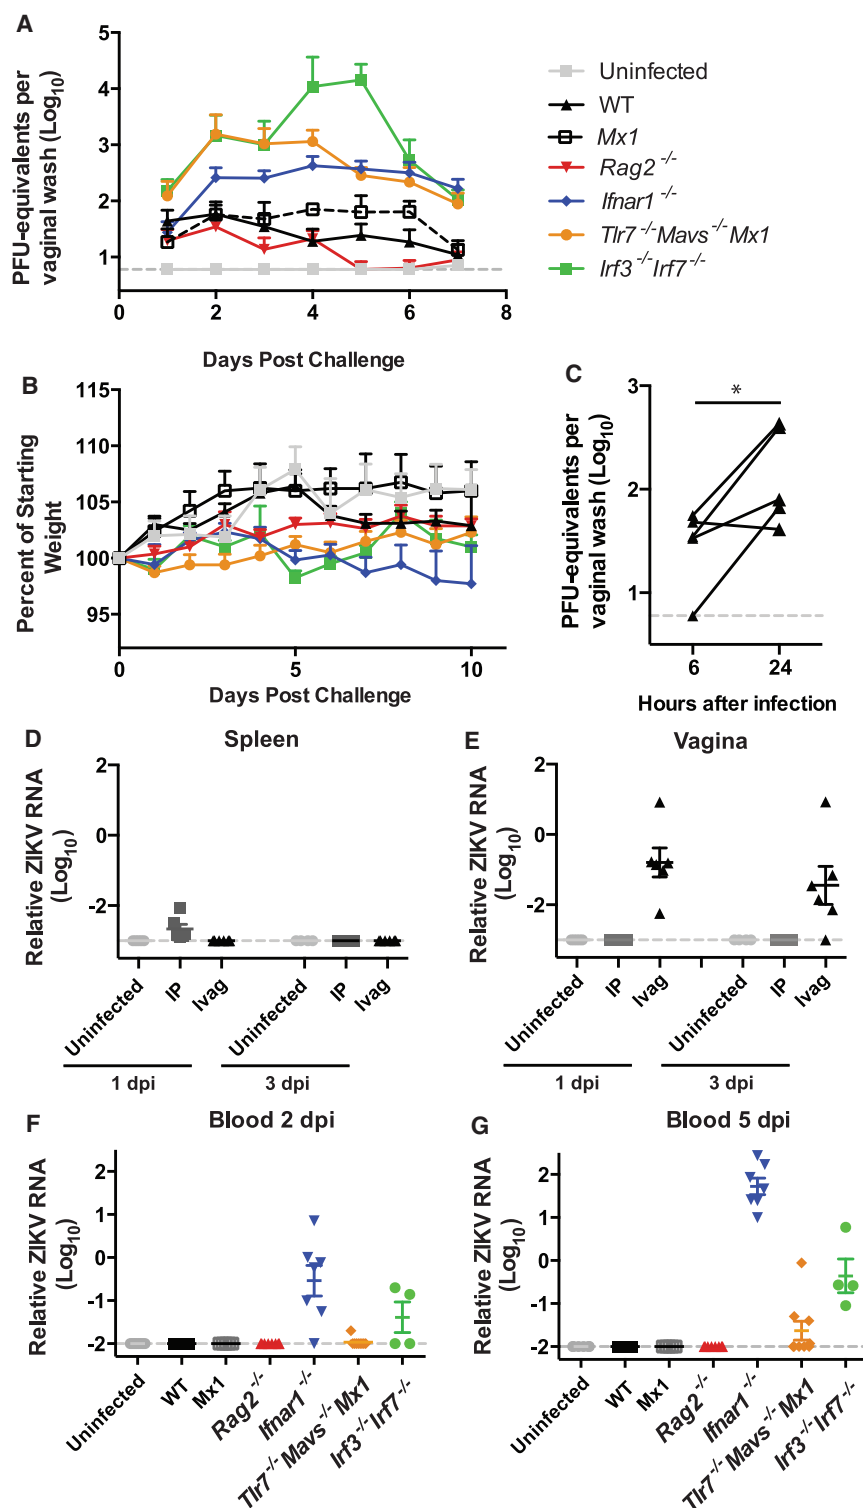 A
PFU-equivalents per
vaginal wash (Log10)
5
4
3
2
1
0 2 4 6 8
Days Post Challenge
Uninfected
WT
Mx1
Rag2 -/-
Ifnar1 -/-
Tlr7 -/- Mavs -/- Mx1
Irf3 -/- Irf7 -/-
B
Percent of Starting
Weight
115
110
105
100
95
0 5 10
Days Post Challenge
C
PFU-equivalents per
vaginal wash (Log10)
3
2
1
*
6 24
Hours after infection
D
Spleen
Relative ZIKV RNA
(Log10)
2
0
-2
Uninfected IP Ivag Uninfected IP Ivag
1 dpi 3 dpi
E
Vagina
Relative ZIKV RNA
(Log10)
2
0
-2
Uninfected IP Ivag Uninfected IP Ivag
1 dpi 3 dpi
F
Blood 2 dpi
Relative ZIKV RNA
(Log10)
2
1
-0
-1
-2
Uninfected WT Mx1 Rag2-/- Ifnar1-/- Tlr7-/-Mavs-/-Mx1 Irf3-/-Irf7-/-
G
Blood 5 dpi
Relative ZIKV RNA
(Log10)
2
1
-0
-1
-2
Uninfected WT Mx1 Rag2-/- Ifnar1-/- Tlr7-/-Mavs-/-Mx1 Irf3-/-Irf7-/-